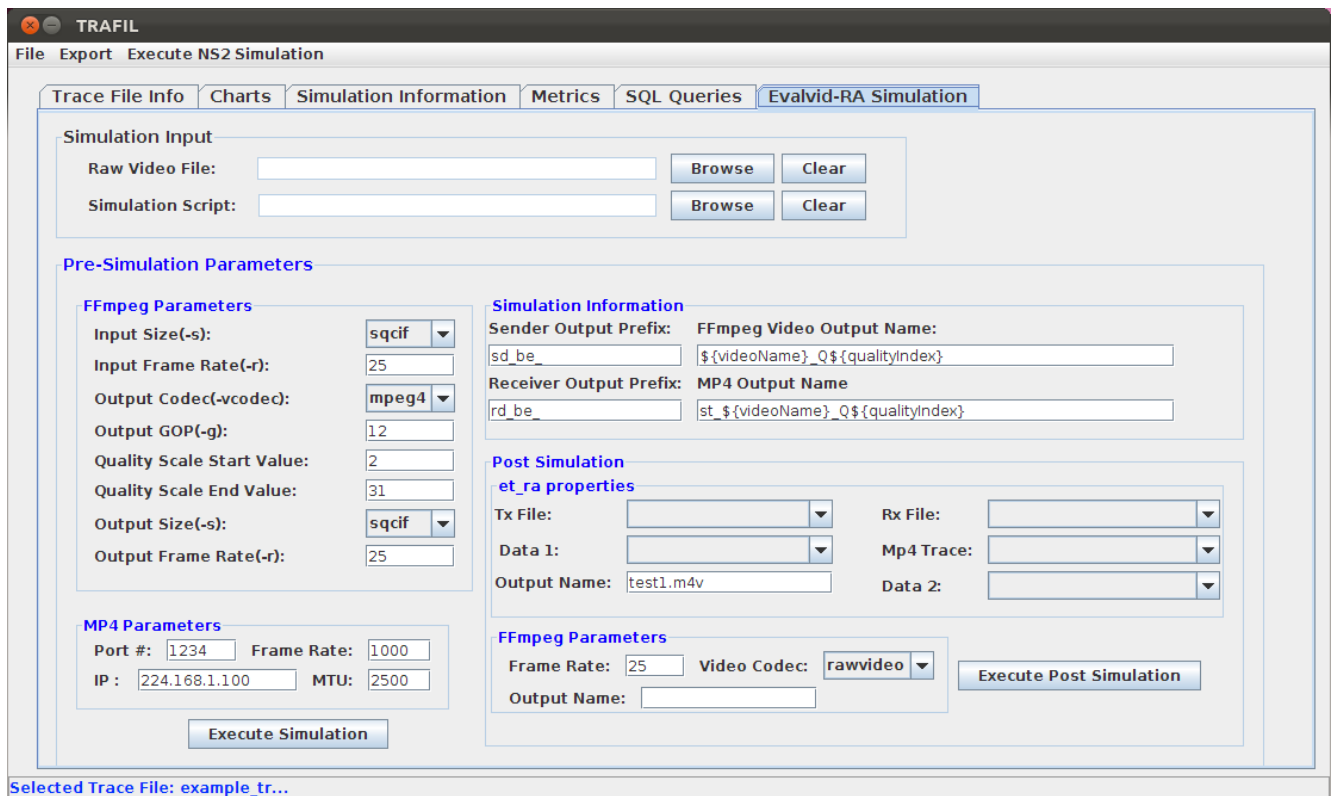 TRAFIL
File Export Execute NS2 Simulation
Trace File Info Charts Simulation Information Metrics SQL Queries Evalvid-RA Simulation
Simulation Input
Raw Video File: Browse Clear
Simulation Script: Browse Clear
Pre-Simulation Parameters
FFmpeg Parameters
Input Size(-s): sqcif
Input Frame Rate(-r): 25
Output Codec(-vcodec): mpeg4
Output GOP(-g): 12
Quality Scale Start Value: 2
Quality Scale End Value: 31
Output Size(-s): sqcif
Output Frame Rate(-r): 25
MP4 Parameters
Port #: 1234 Frame Rate: 1000
IP : 224.168.1.100 MTU: 2500
Execute Simulation
Simulation Information
Sender Output Prefix: FFmpeg Video Output Name:
sd_be_ ${videoName}_Q${qualityIndex}
Receiver Output Prefix: MP4 Output Name
rd_be_ st_${videoName}_Q${qualityIndex}
Post Simulation
et_ra properties
Tx File: Rx File:
Data 1: Mp4 Trace:
Output Name: test1.m4v Data 2:
FFmpeg Parameters
Frame Rate: 25 Video Codec: rawvideo
Output Name:
Execute Post Simulation
Selected Trace File: example_tr...